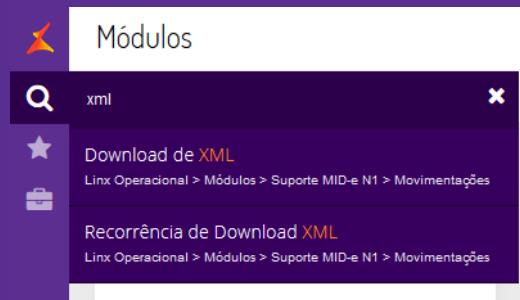 Módulos
xml
Download de XML
Linx Operacional > Módulos > Suporte MID-e N1 > Movimentações
Recorrência de Download XML
Linx Operacional > Módulos > Suporte MID-e N1 > Movimentações